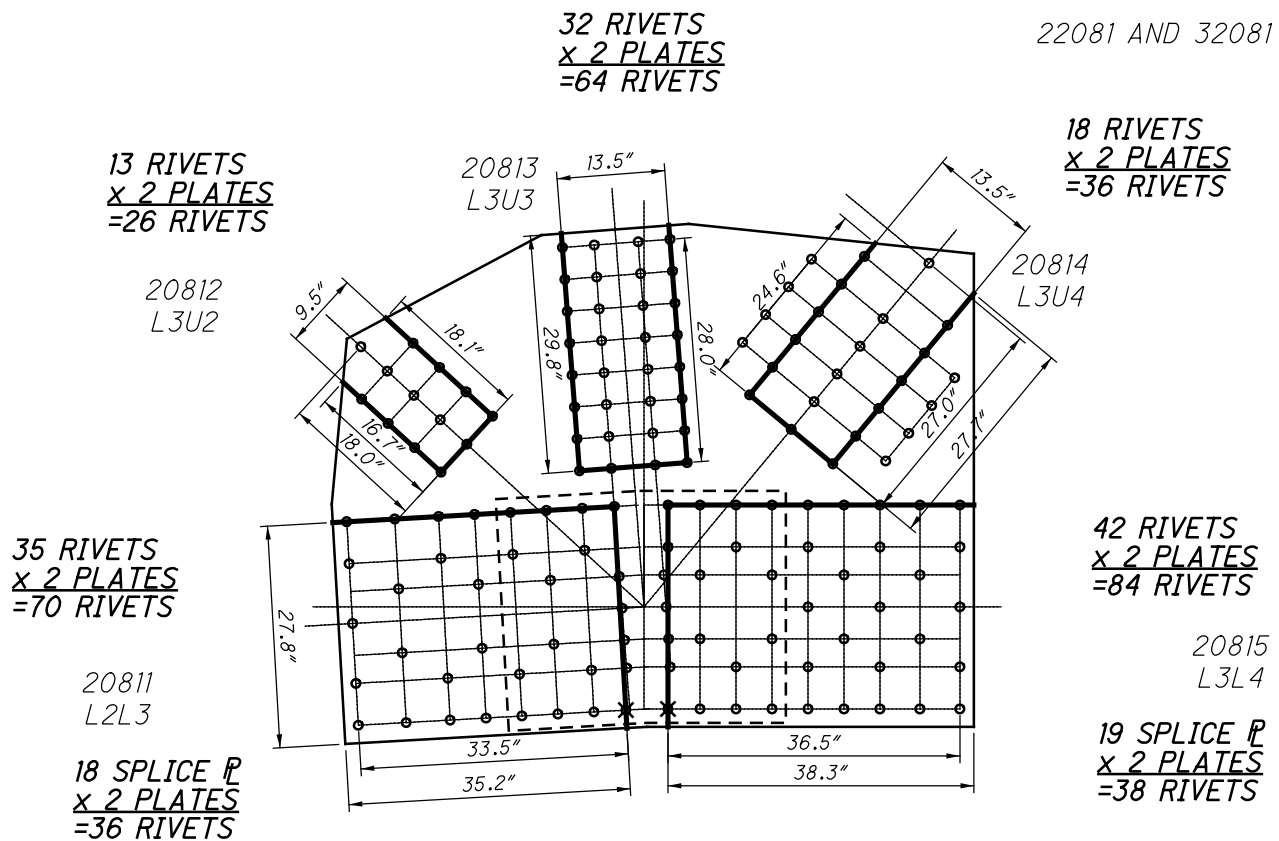 32 RIVETS
x 2 PLATES
=64 RIVETS
22081 AND 32081
13 RIVETS
x 2 PLATES
=26 RIVETS
20813
L3U3
13.5"
18 RIVETS
x 2 PLATES
=36 RIVETS
13.5"
20812
L3U2
9.5"
18.1"
16.7"
18.0"
29.8"
28.0"
24.6"
20814
L3U4
27.0"
27.7"
35 RIVETS
x 2 PLATES
=70 RIVETS
27.8"
42 RIVETS
x 2 PLATES
=84 RIVETS
20811
L2L3
20815
L3L4
33.5"
35.2"
36.5"
38.3"
18 SPLICE PL
x 2 PLATES
=36 RIVETS
19 SPLICE PL
x 2 PLATES
=38 RIVETS